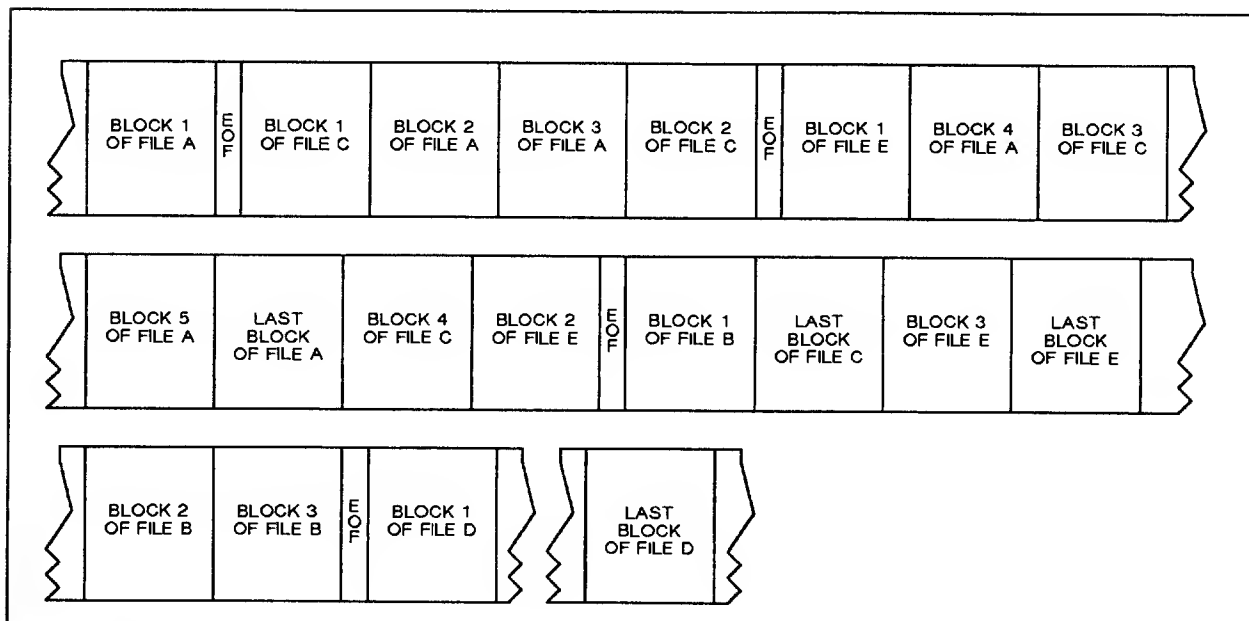 BLOCK 1
OF FILE A
EOF
BLOCK 1
OF FILE C
BLOCK 2
OF FILE A
BLOCK 3
OF FILE A
BLOCK 2
OF FILE C
EOF
BLOCK 1
OF FILE E
BLOCK 4
OF FILE A
BLOCK 3
OF FILE C
BLOCK 5
OF FILE A
LAST
BLOCK
OF FILE A
BLOCK 4
OF FILE C
BLOCK 2
OF FILE E
EOF
BLOCK 1
OF FILE B
LAST
BLOCK
OF FILE C
BLOCK 3
OF FILE E
LAST
BLOCK
OF FILE E
BLOCK 2
OF FILE B
BLOCK 3
OF FILE B
EOF
BLOCK 1
OF FILE D
LAST
BLOCK
OF FILE D